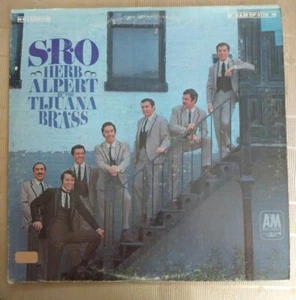 S·R·O
HERB
ALPERT
& THE
TIJUANA
BRASS
A&M